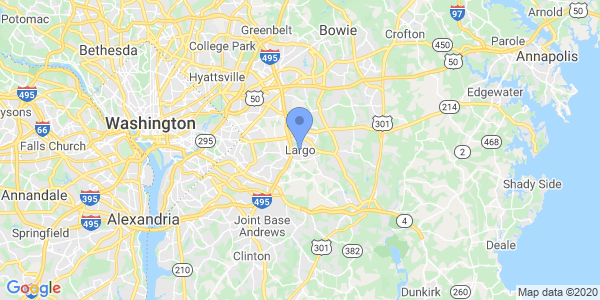 Potomac
Greenbelt
Bowie
97
Arnold
Bethesda
College Park
Crofton
450
Parole
50
495
50
Annapolis
Hyattsville
495
50
Edgewater
214
ysons
66
Washington
301
295
468
Falls Church
Largo
2
Annandale
395
495
Shady Side
495
Alexandria
4
Springfield
Joint Base
Andrews
301
382
Deale
Clinton
210
Google
Dunkirk
260
Map data ©2020